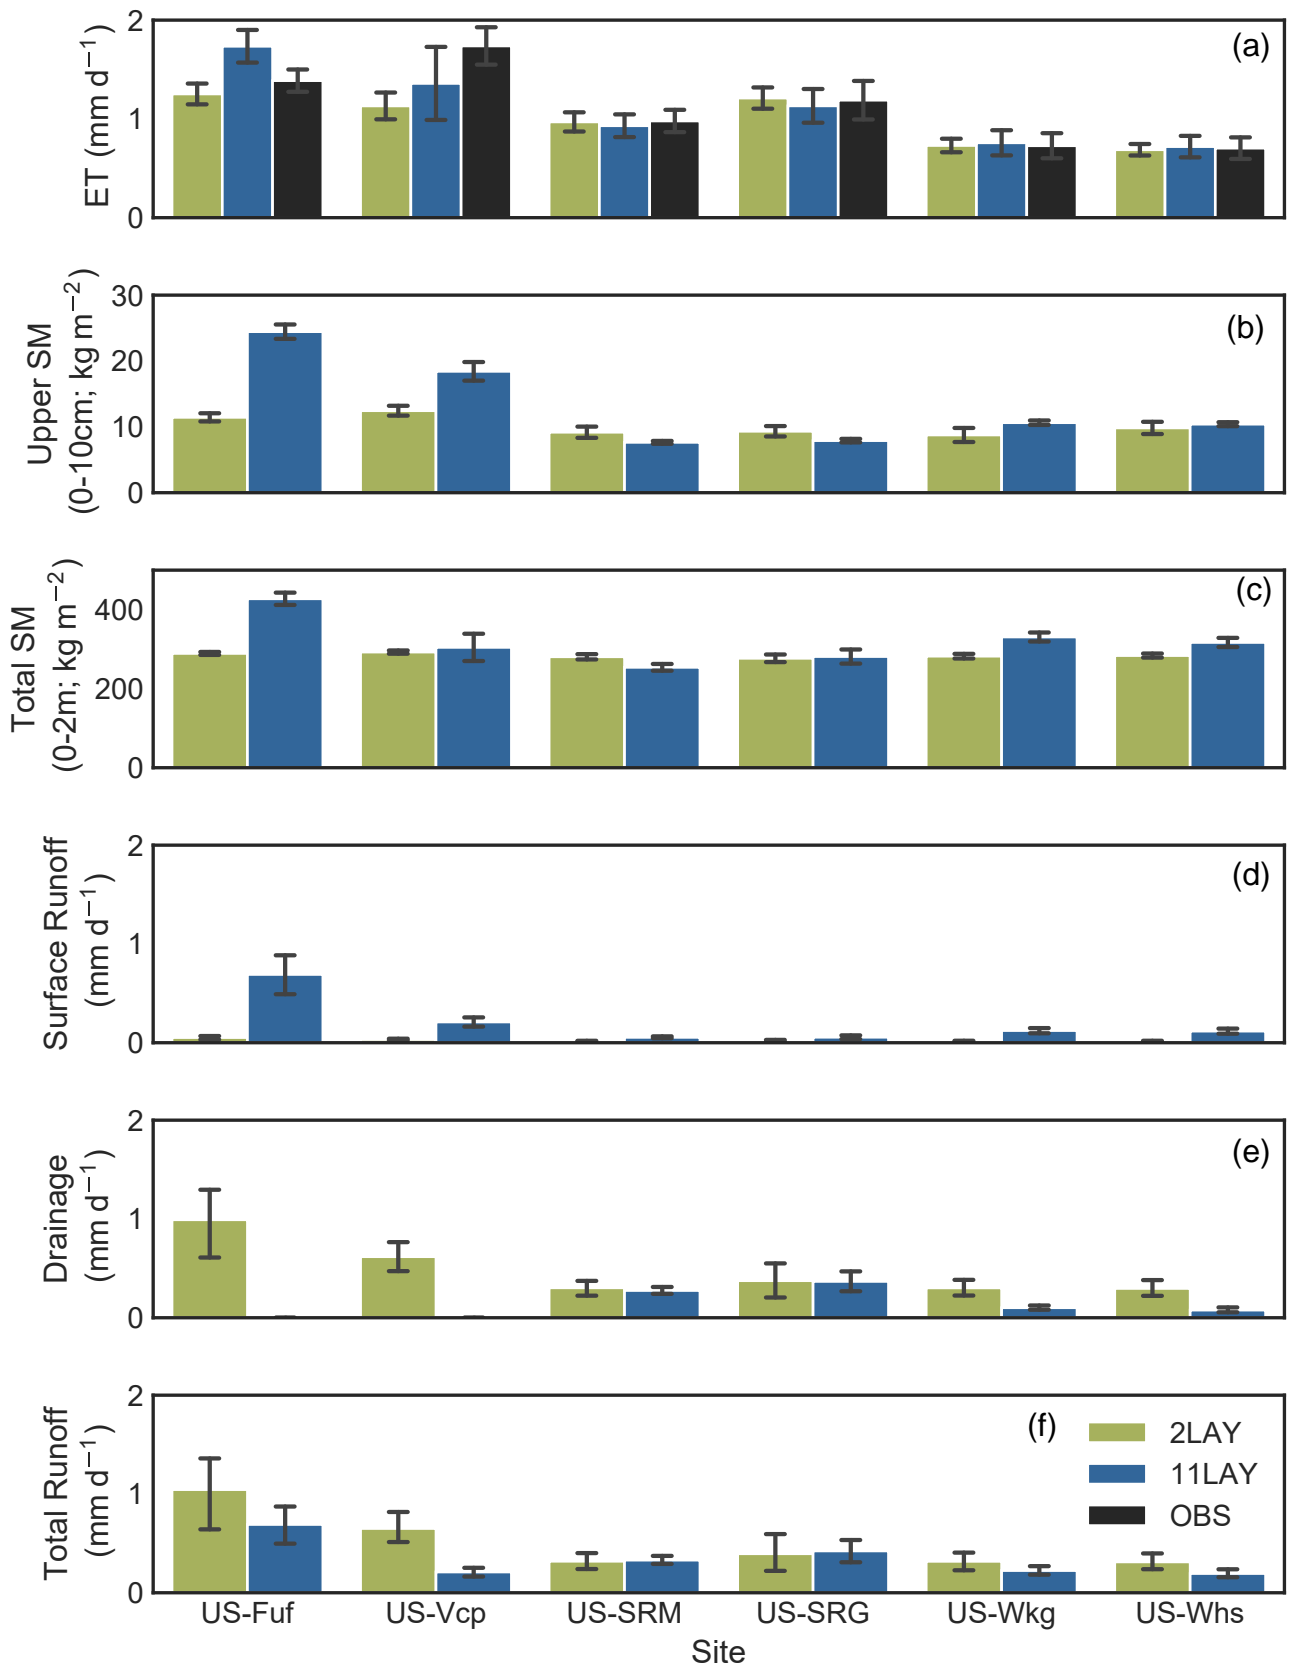 (a)
ET (mm d−1)
2
1
0
(b)
Upper SM
(0-10cm; kg m−2)
30
20
10
0
(c)
Total SM
(0-2m; kg m−2)
400
200
0
(d)
Surface Runoff
(mm d−1)
2
1
0
(e)
Drainage
(mm d−1)
2
1
0
(f)
Total Runoff
(mm d−1)
2
1
0
2LAY
11LAY
OBS
US-Fuf US-Vcp US-SRM US-SRG US-Wkg US-Whs
Site